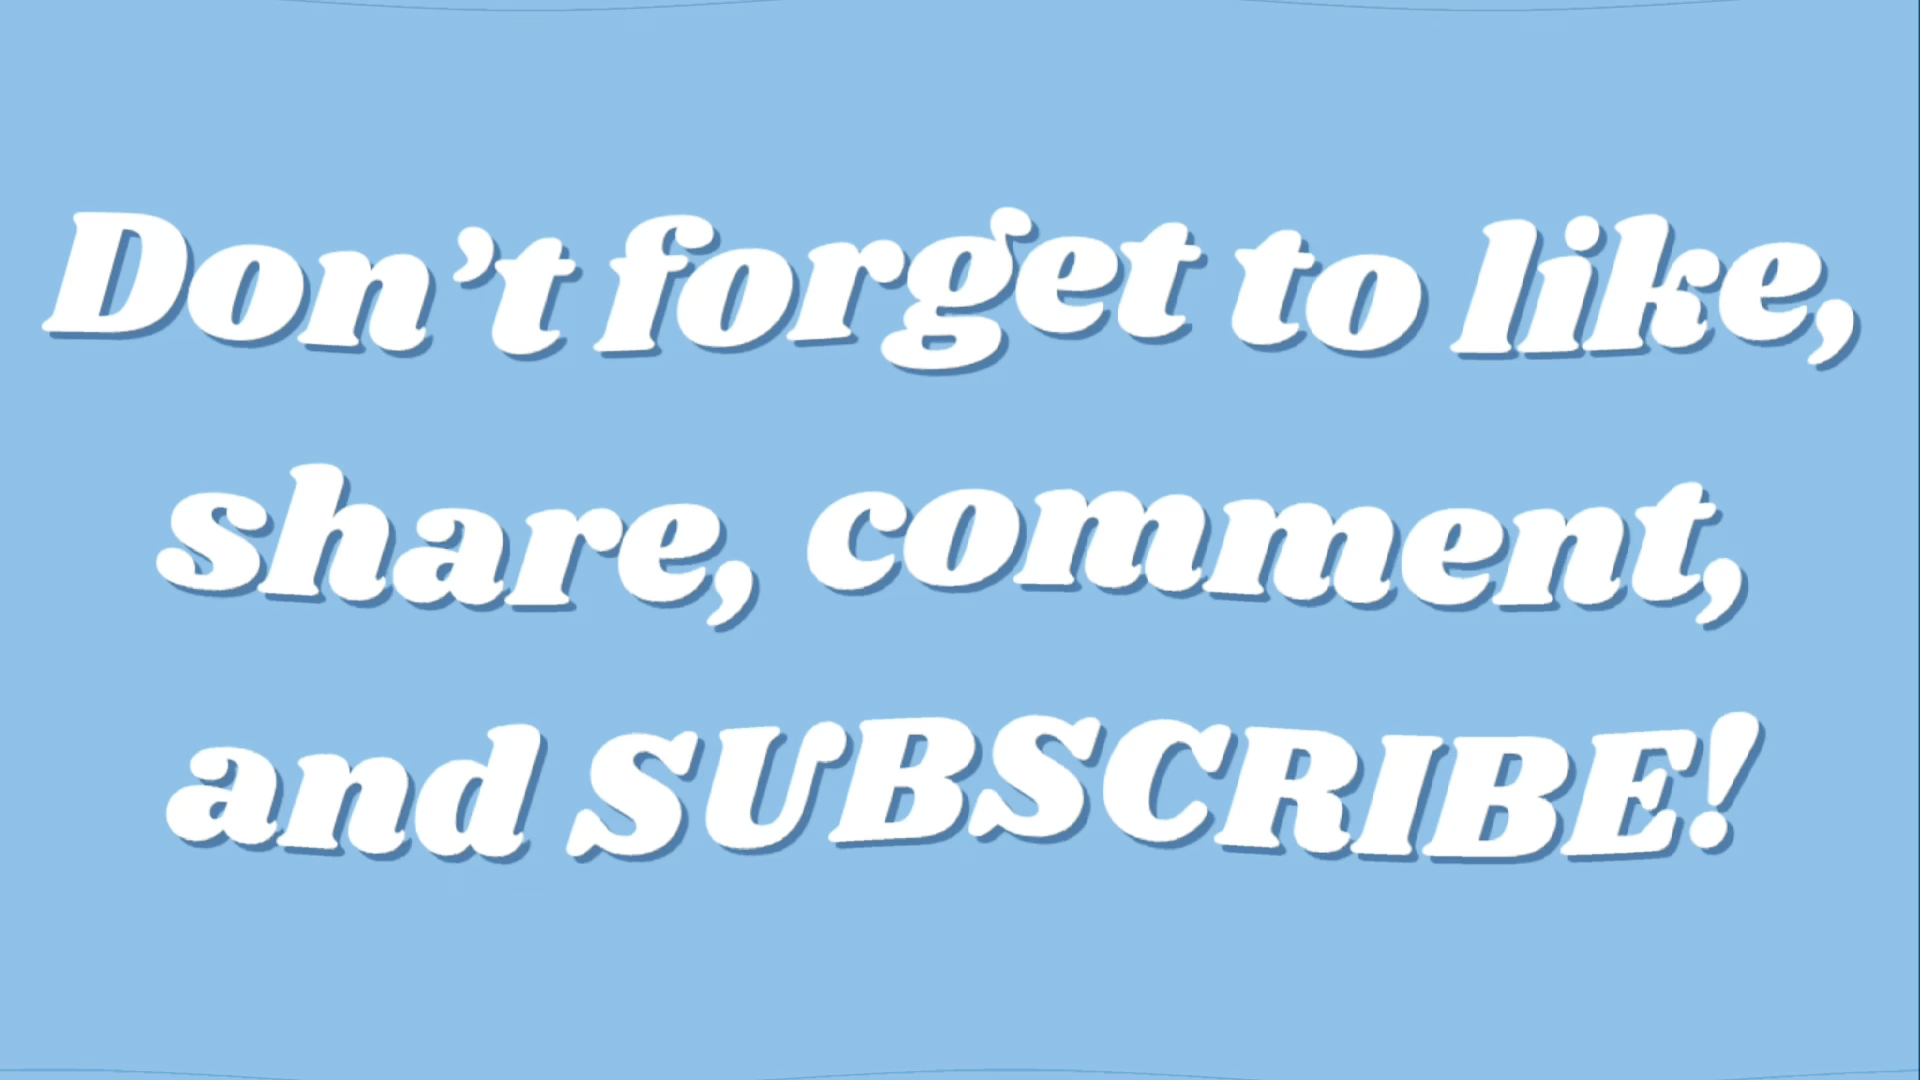 Don’t forget to like,
share, comment,
and SUBSCRIBE!